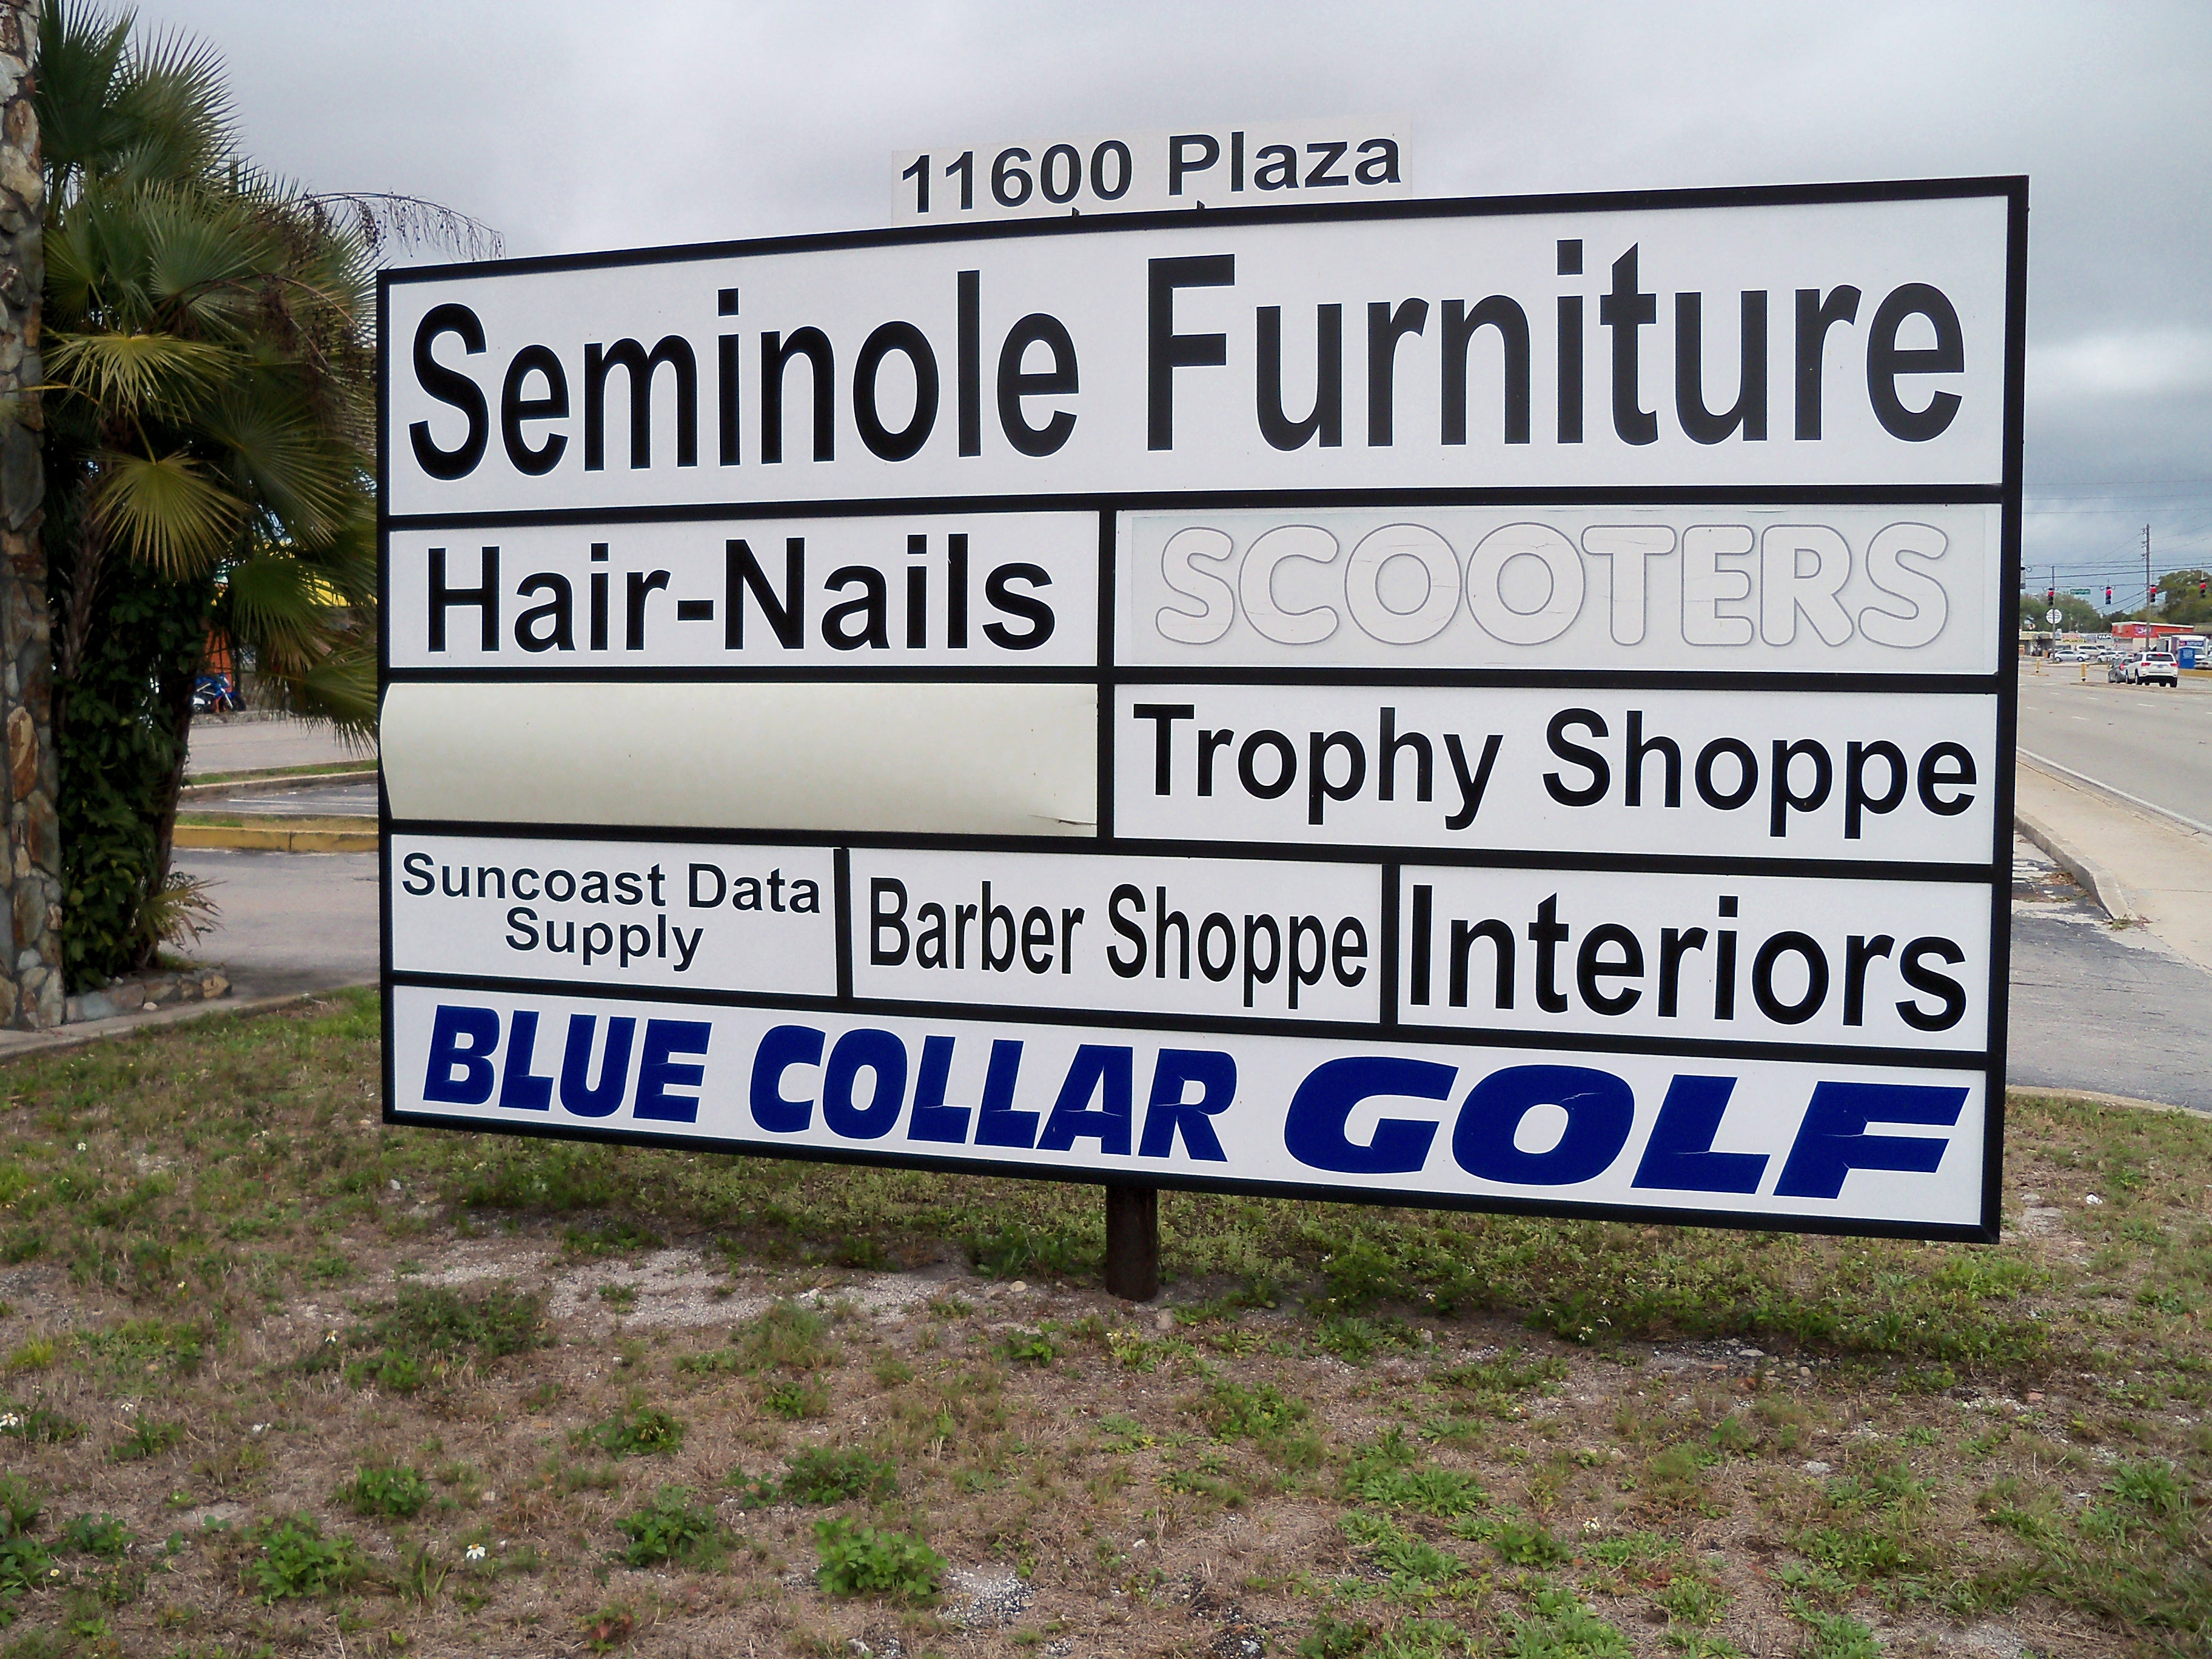 11600 Plaza
Seminole Furniture
Hair-Nails
SCOOTERS
Trophy Shoppe
Suncoast Data
Supply
Barber Shoppe
Interiors
BLUE COLLAR GOLF